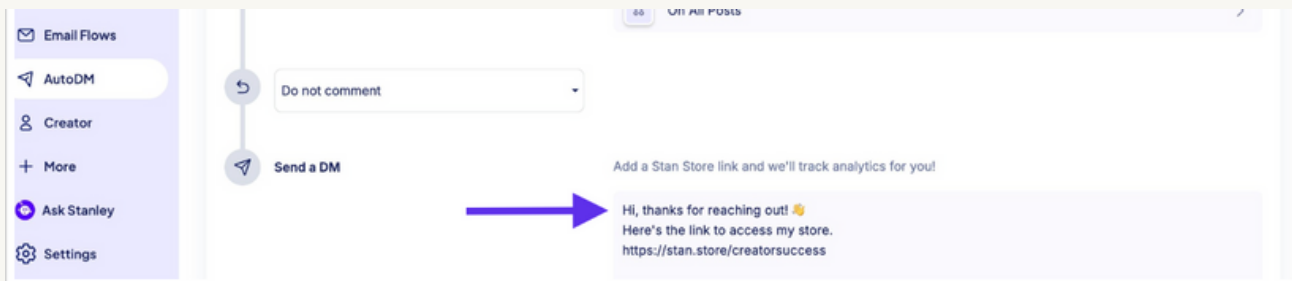 On All Posts
Email Flows
AutoDM
Do not comment
Creator
More
Send a DM
Add a Stan Store link and we'll track analytics for you!
Ask Stanley
Hi, thanks for reaching out! 👋
Here's the link to access my store.
https://stan.store/creatorsuccess
Settings